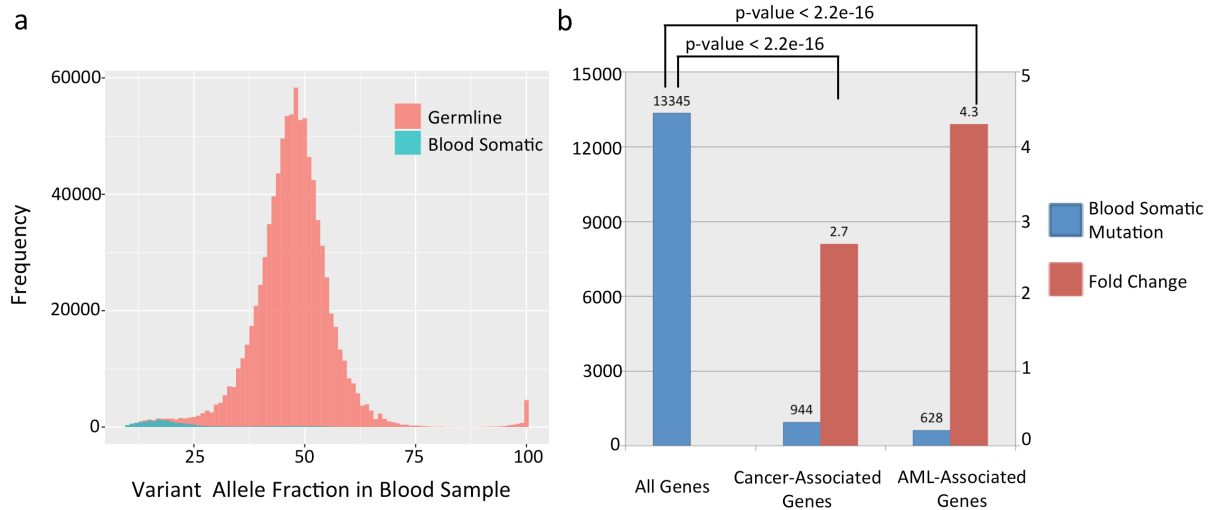 a
60000
40000
20000
0
25
50
75
100
Frequency
Variant Allele Fraction in Blood Sample
Germline
Blood Somatic
b
p-value < 2.2e-16
p-value < 2.2e-16
15000
12000
9000
6000
3000
0
5
4
3
2
1
0
13345
944
2.7
628
4.3
All Genes
Cancer-Associated
Genes
AML-Associated
Genes
Blood Somatic
Mutation
Fold Change